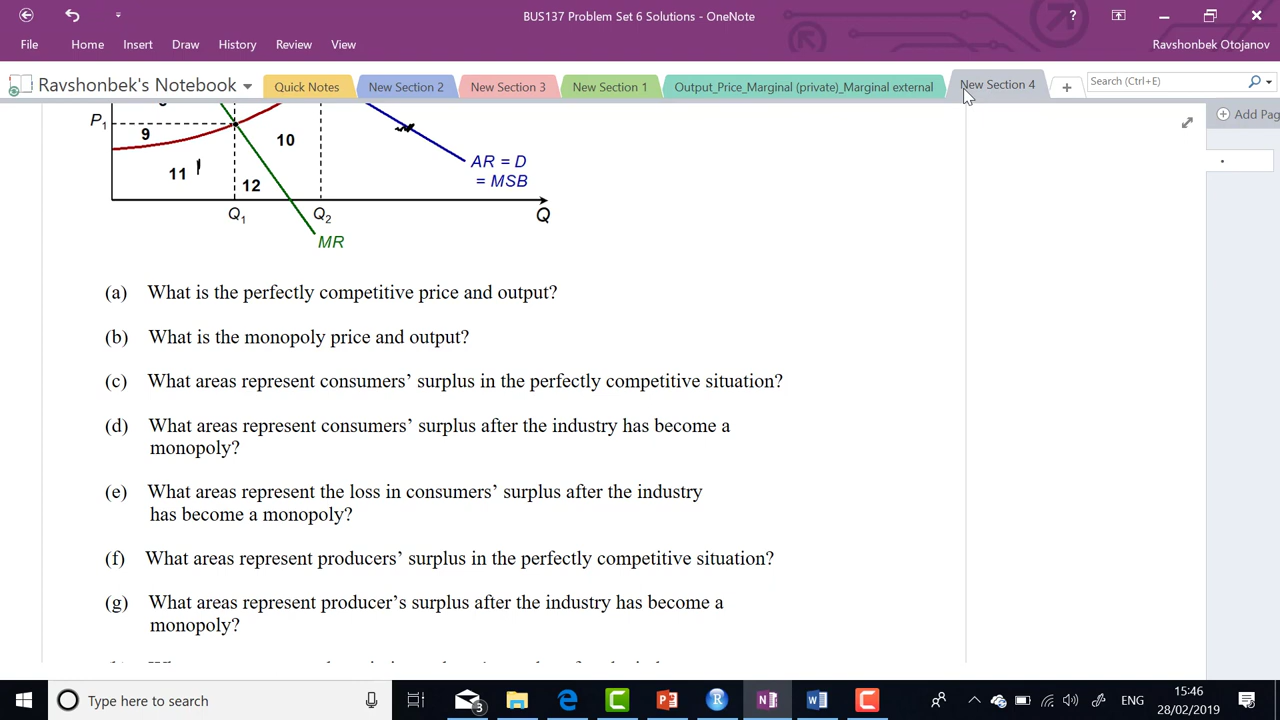 BUS137 Problem Set 6 Solutions - OneNote
?
File Home Insert Draw History Review View
Ravshonbek Otojanov
Ravshonbek's Notebook
Quick Notes
New Section 2
New Section 3
New Section 1
Output_Price_Marginal (private)_Marginal external
New Section 4
+
Search (Ctrl+E)
Add Pag
P1
9
10
11
12
AR = D
= MSB
Q1
Q2
Q
MR
(a) What is the perfectly competitive price and output?
(b) What is the monopoly price and output?
(c) What areas represent consumers’ surplus in the perfectly competitive situation?
(d) What areas represent consumers’ surplus after the industry has become a
monopoly?
(e) What areas represent the loss in consumers’ surplus after the industry
has become a monopoly?
(f) What areas represent producers’ surplus in the perfectly competitive situation?
(g) What areas represent producer’s surplus after the industry has become a
monopoly?
Type here to search
3
ENG
15:46
28/02/2019